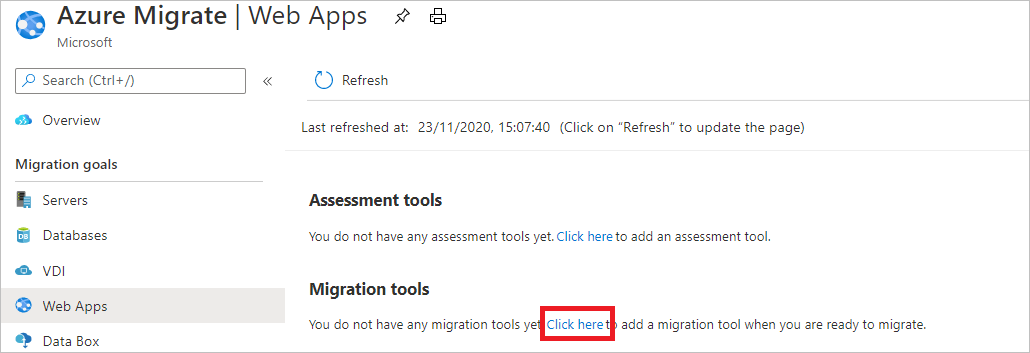 Azure Migrate | Web Apps
Microsoft
Search (Ctrl+/)
«
Refresh
Overview
Last refreshed at: 23/11/2020, 15:07:40 (Click on “Refresh” to update the page)
Migration goals
Servers
Databases
VDI
Web Apps
Data Box
Assessment tools
You do not have any assessment tools yet. Click here to add an assessment tool.
Migration tools
You do not have any migration tools yet Click here to add a migration tool when you are ready to migrate.